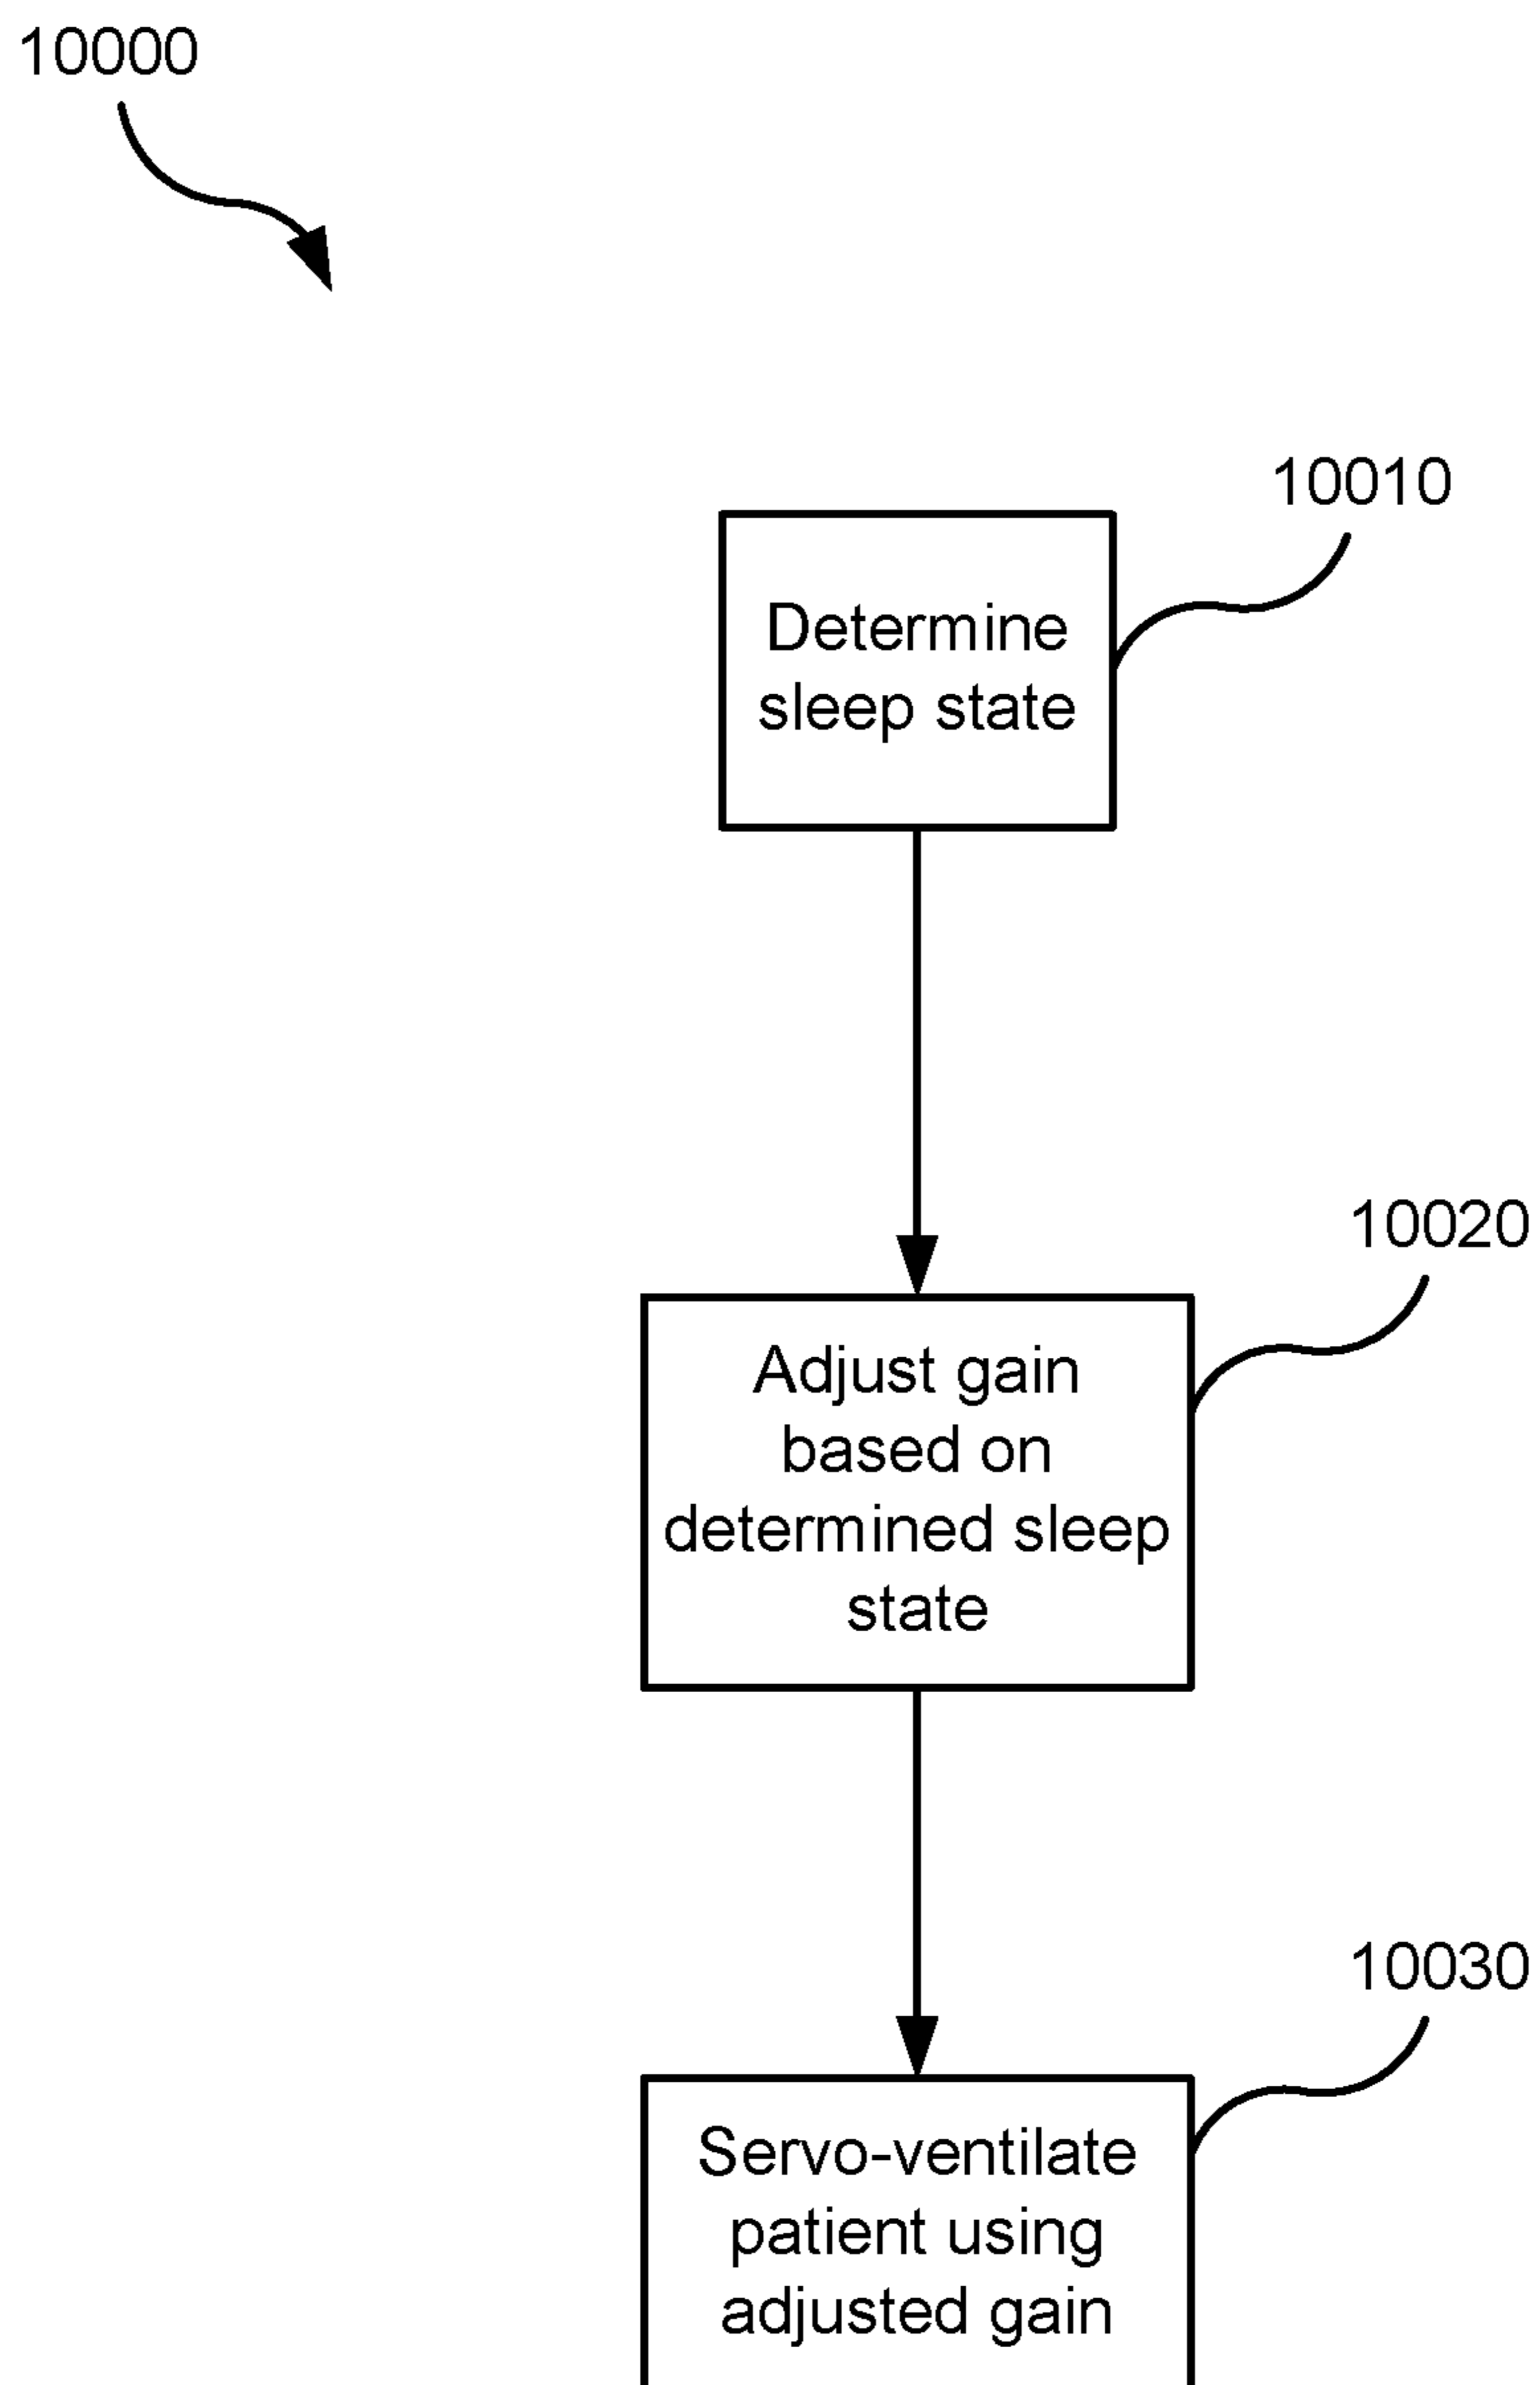 10000
10010
Determine
sleep state
10020
Adjust gain
based on
determined sleep
state
10030
Servo-ventilate
patient using
adjusted gain